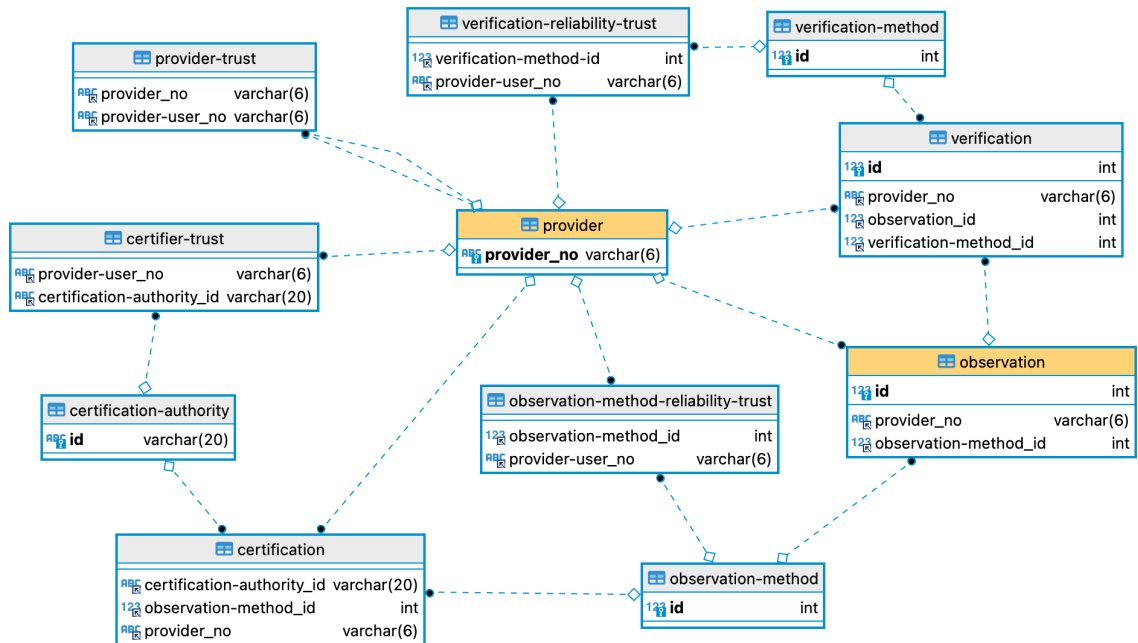 provider-trust
provider_no varchar(6)
provider-user_no varchar(6)
verification-reliability-trust
verification-method-id int
provider-user_no varchar(6)
verification-method
id int
verification
id int
provider_no varchar(6)
observation_id int
verification-method_id int
provider
provider_no varchar(6)
certifier-trust
provider-user_no varchar(6)
certification-authority_id varchar(20)
observation
id int
provider_no varchar(6)
observation-method_id int
certification-authority
id varchar(20)
observation-method-reliability-trust
observation-method_id int
provider-user_no varchar(6)
certification
certification-authority_id varchar(20)
observation-method_id int
provider_no varchar(6)
observation-method
id int